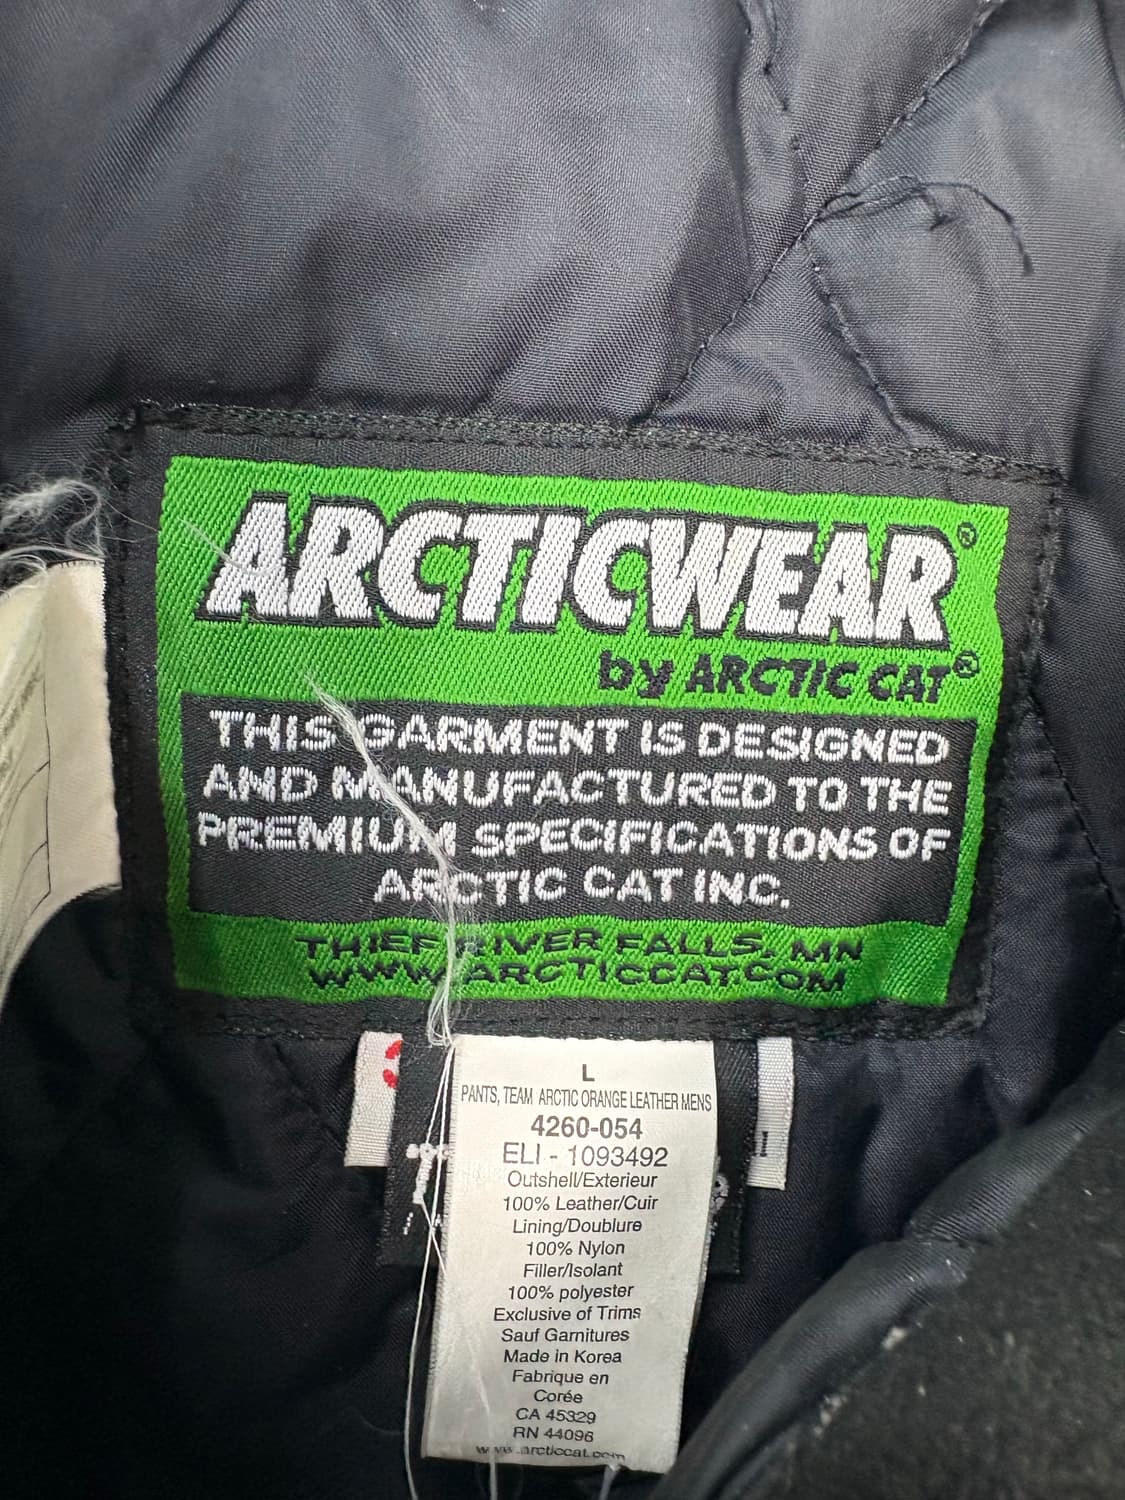 ARCTICWEAR®
by ARCTIC CAT®
THIS GARMENT IS DESIGNED
AND MANUFACTURED TO THE
PREMIUM SPECIFICATIONS OF
ARCTIC CAT INC.
THIEF RIVER FALLS, MN
WWW.ARCTICCAT.COM
L
PANTS, TEAM ARCTIC ORANGE LEATHER MENS
4260-054
ELI - 1093492
Outshell/Exterieur
100% Leather/Cuir
Lining/Doublure
100% Nylon
Filler/Isolant
100% polyester
Exclusive of Trims
Sauf Garnitures
Made in Korea
Fabrique en
Corée
CA 45329
RN 44096
www.arcticcat.com